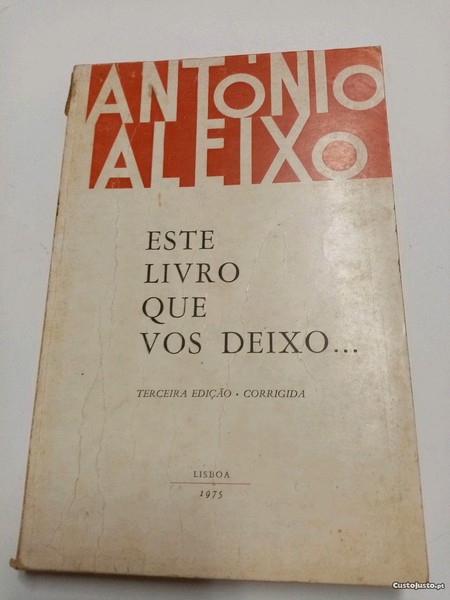 ANTÓNIO
ALEIXO
ESTE
LIVRO
QUE
VOS DEIXO...
TERCEIRA EDIÇÃO • CORRIGIDA
LISBOA
1975
CustoJusto.pt